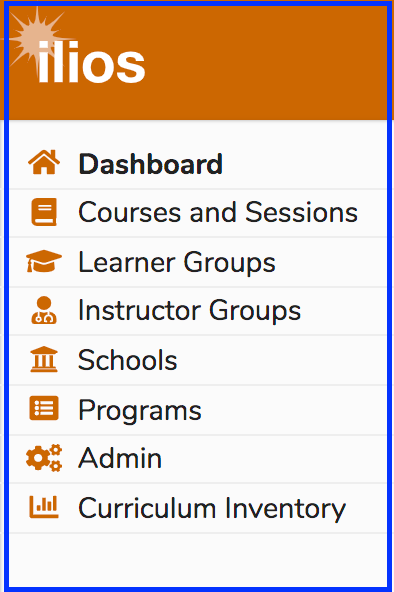 ilios
Dashboard
Courses and Sessions
Learner Groups
Instructor Groups
Schools
Programs
Admin
Curriculum Inventory